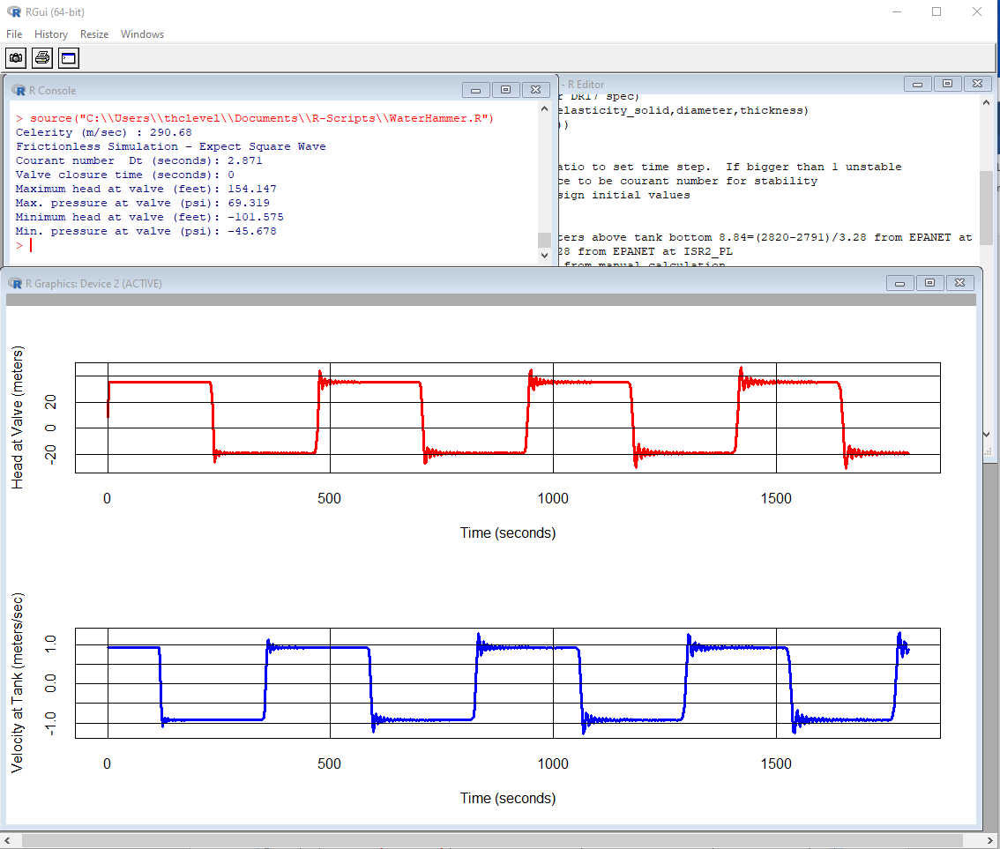 RGui (64-bit)
File History Resize Windows
R Console
> source("C:\\Users\\thclevel\\Documents\\R-Scripts\\WaterHammer.R")
Celerity (m/sec) : 290.68
Frictionless Simulation - Expect Square Wave
Courant number  Dt (seconds): 2.871
Valve closure time (seconds): 0
Maximum head at valve (feet): 154.147
Max. pressure at valve (psi): 69.319
Minimum head at valve (feet): -101.575
Min. pressure at valve (psi): -45.678
>
- R Editor
DR17 spec)
elasticity_solid,diameter,thickness)
))
atio to set time step.  If bigger than 1 unstable
ce to be courant number for stability
sign initial values
ters above tank bottom 8.84=(2820-2791)/3.28 from EPANET at
28 from EPANET at ISR2_PL
from manual calculation
R Graphics: Device 2 (ACTIVE)
Head at Valve (meters)
20
0
-20
0 500 1000 1500
Time (seconds)
Velocity at Tank (meters/sec)
1.0
0.0
-1.0
0 500 1000 1500
Time (seconds)